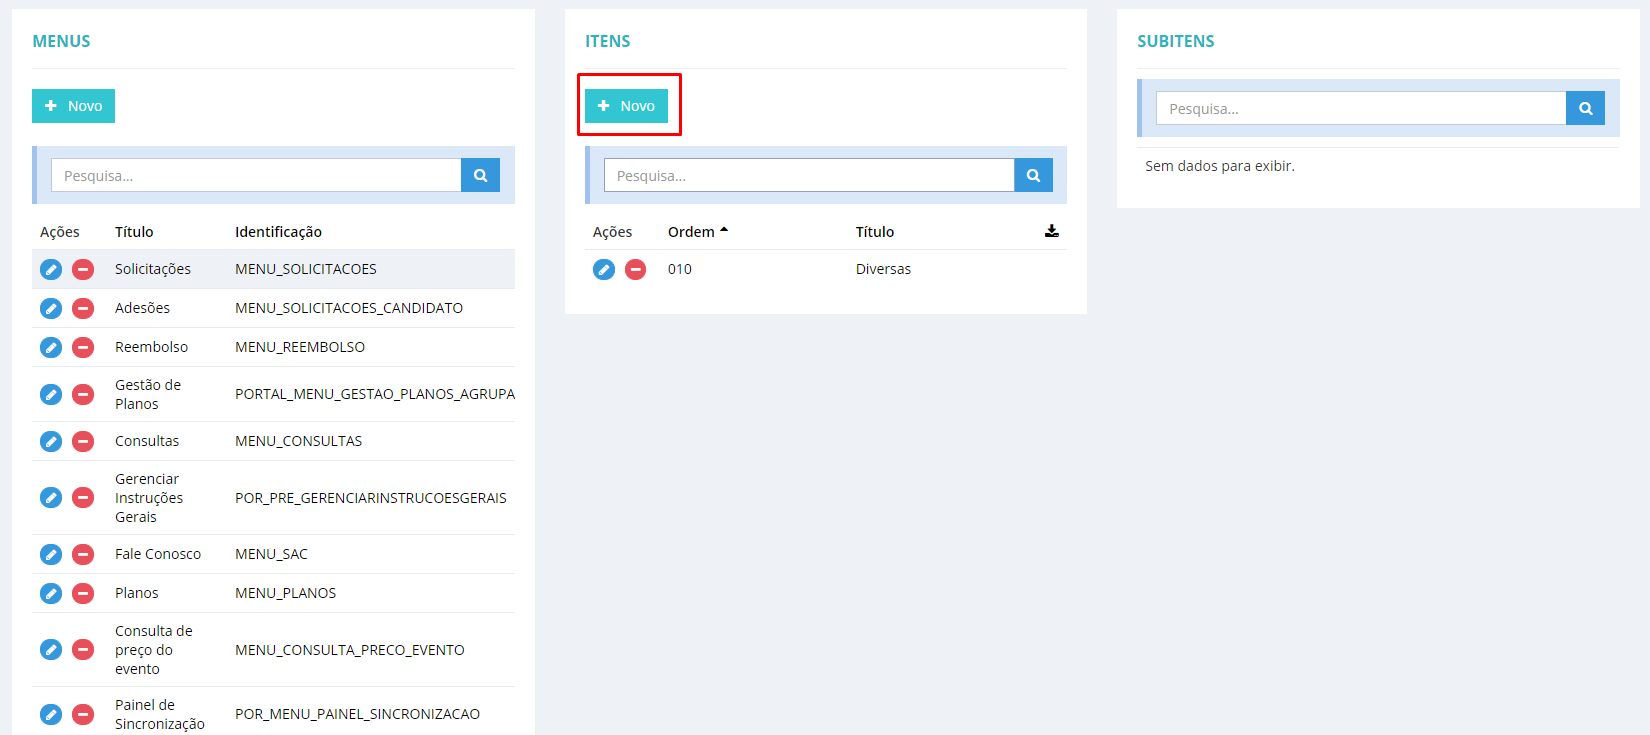 MENUS
Novo
Pesquisa...
Ações Título Identificação
Solicitações MENU_SOLICITACOES
Adesões MENU_SOLICITACOES_CANDIDATO
Reembolso MENU_REEMBOLSO
Gestão de
Planos PORTAL_MENU_GESTAO_PLANOS_AGRUPA
Consultas MENU_CONSULTAS
Gerenciar
Instruções POR_PRE_GERENCIARINSTRUCOESGERAIS
Gerais
Fale Conosco MENU_SAC
Planos MENU_PLANOS
Consulta de
preço do MENU_CONSULTA_PRECO_EVENTO
evento
Painel de
Sincronização POR_MENU_PAINEL_SINCRONIZACAO
ITENS
Novo
Pesquisa...
Ações Ordem Título
010 Diversas
SUBITENS
Pesquisa...
Sem dados para exibir.